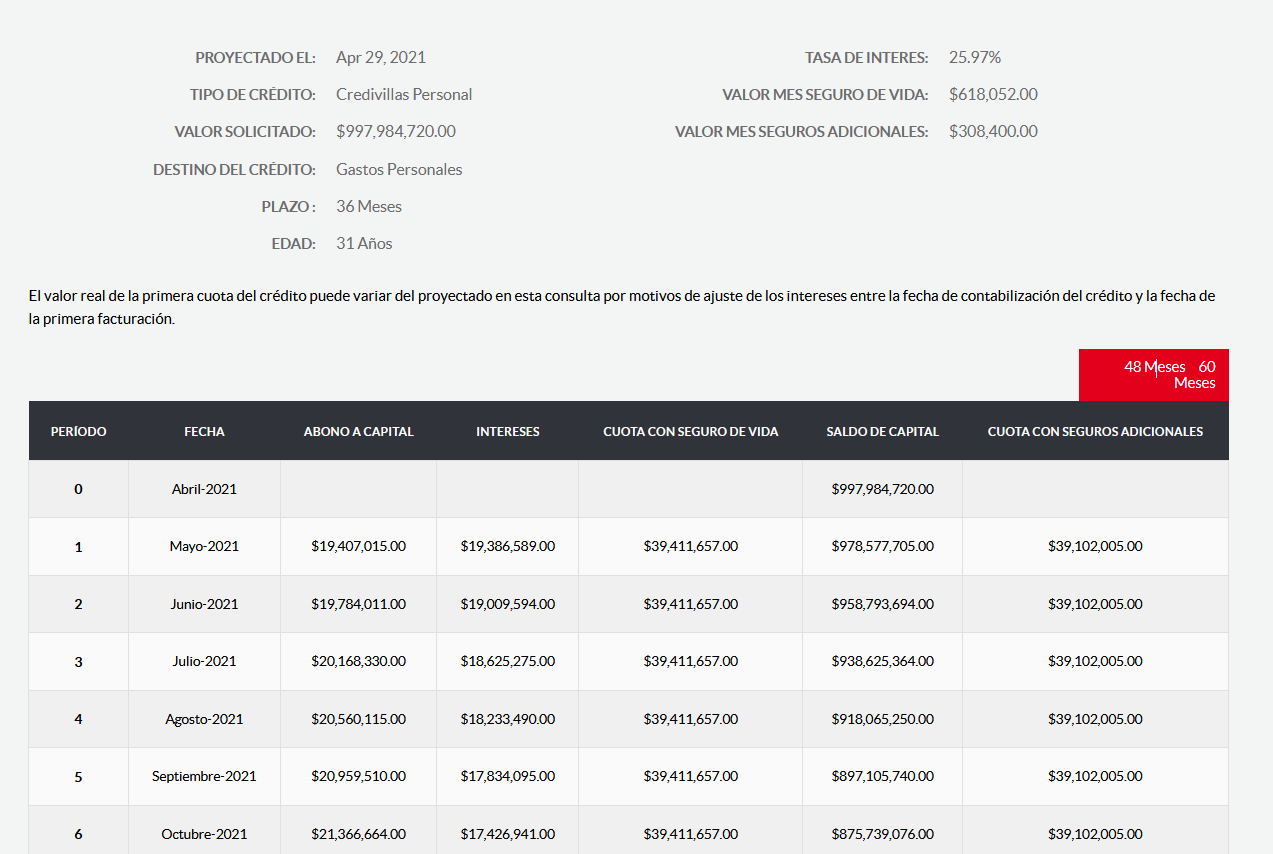 PROYECTADO EL: Apr 29, 2021 TASA DE INTERES: 25.97%
TIPO DE CRÉDITO: Credivillas Personal VALOR MES SEGURO DE VIDA: $618,052.00
VALOR SOLICITADO: $997,984,720.00 VALOR MES SEGUROS ADICIONALES: $308,400.00
DESTINO DEL CRÉDITO: Gastos Personales
PLAZO : 36 Meses
EDAD: 31 Años
El valor real de la primera cuota del crédito puede variar del proyectado en esta consulta por motivos de ajuste de los intereses entre la fecha de contabilización del crédito y la fecha de
la primera facturación.
48 Meses 60
Meses
PERÍODO FECHA ABONO A CAPITAL INTERESES CUOTA CON SEGURO DE VIDA SALDO DE CAPITAL CUOTA CON SEGUROS ADICIONALES
0 Abril-2021 $997,984,720.00
1 Mayo-2021 $19,407,015.00 $19,386,589.00 $39,411,657.00 $978,577,705.00 $39,102,005.00
2 Junio-2021 $19,784,011.00 $19,009,594.00 $39,411,657.00 $958,793,694.00 $39,102,005.00
3 Julio-2021 $20,168,330.00 $18,625,275.00 $39,411,657.00 $938,625,364.00 $39,102,005.00
4 Agosto-2021 $20,560,115.00 $18,233,490.00 $39,411,657.00 $918,065,250.00 $39,102,005.00
5 Septiembre-2021 $20,959,510.00 $17,834,095.00 $39,411,657.00 $897,105,740.00 $39,102,005.00
6 Octubre-2021 $21,366,664.00 $17,426,941.00 $39,411,657.00 $875,739,076.00 $39,102,005.00